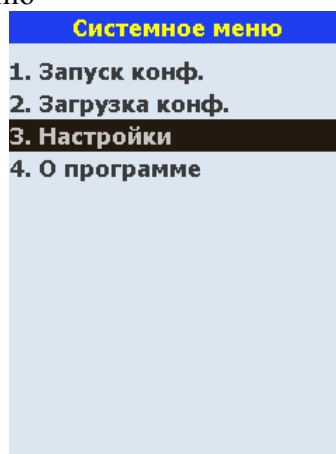 Системное меню
1. Запуск конф.
2. Загрузка конф.
3. Настройки
4. О программе